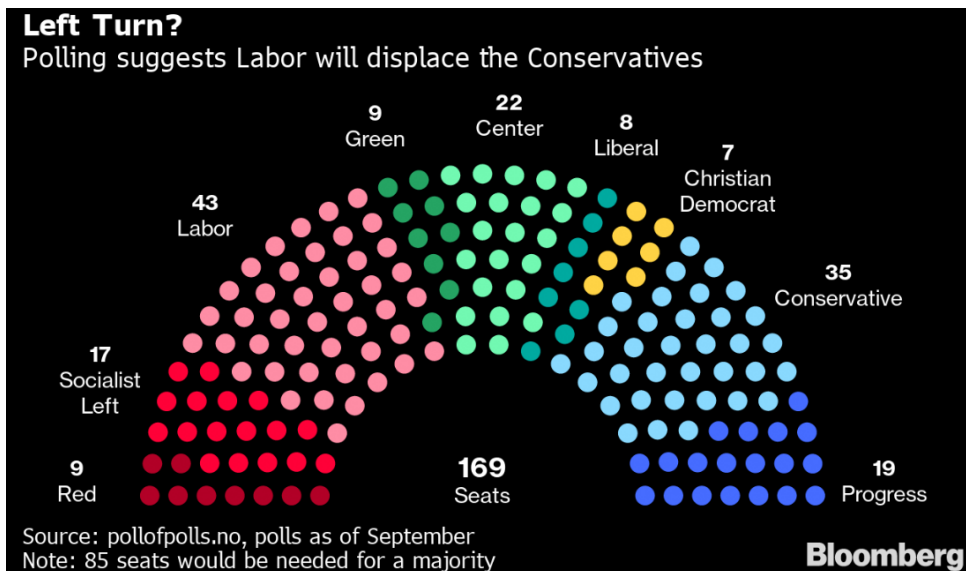 Left Turn?
Polling suggests Labor will displace the Conservatives
22
Center
9
Green
8
Liberal
7
Christian
Democrat
43
Labor
35
Conservative
17
Socialist
Left
9
Red
169
Seats
19
Progress
Source: pollofpolls.no, polls as of September
Note: 85 seats would be needed for a majority
Bloomberg